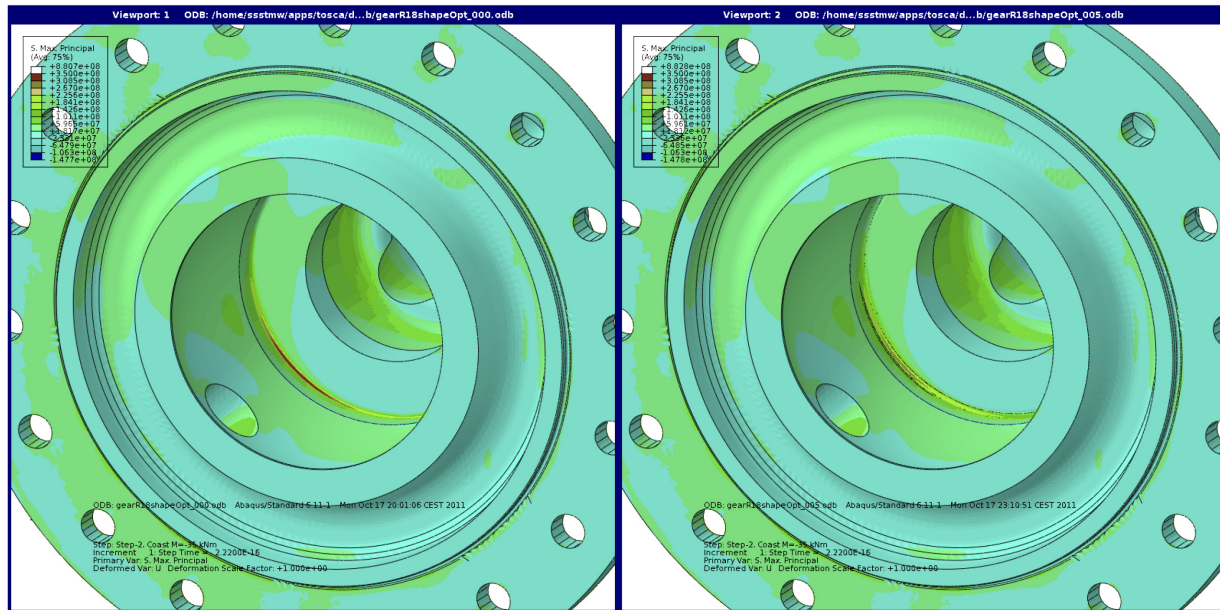 Viewport: 1 ODB: /home/ssstmw/apps/tosca/d...b/gearR18shapeOpt_000.odb
S, Max. Principal
(Avg: 75%)
+8.807e+08
+3.500e+08
+3.085e+08
+2.670e+08
+2.255e+08
+1.841e+08
+1.426e+08
+1.011e+08
+5.965e+07
+1.817e+07
-6.479e+07
-1.063e+08
-1.477e+08
ODB: gearR18shapeOpt_000.odb Abaqus/Standard 6.11-1 Mon Oct 17 20:01:06 CEST 2011
Step: Step-2, Coast M=-35 kNm
Increment 1: Step Time = 2.2200E-16
Primary Var: S, Max. Principal
Deformed Var: U Deformation Scale Factor: +1.000e+00
Viewport: 2 ODB: /home/ssstmw/apps/tosca/d...b/gearR18shapeOpt_005.odb
S, Max. Principal
(Avg: 75%)
+8.828e+08
+3.500e+08
+3.085e+08
+2.670e+08
+2.255e+08
+1.841e+08
+1.426e+08
+1.011e+08
+5.961e+07
+1.812e+07
-6.485e+07
-1.063e+08
-1.478e+08
ODB: gearR18shapeOpt_005.odb Abaqus/Standard 6.11-1 Mon Oct 17 23:10:51 CEST 2011
Step: Step-2, Coast M=-35 kNm
Increment 1: Step Time = 2.2200E-16
Primary Var: S, Max. Principal
Deformed Var: U Deformation Scale Factor: +1.000e+00